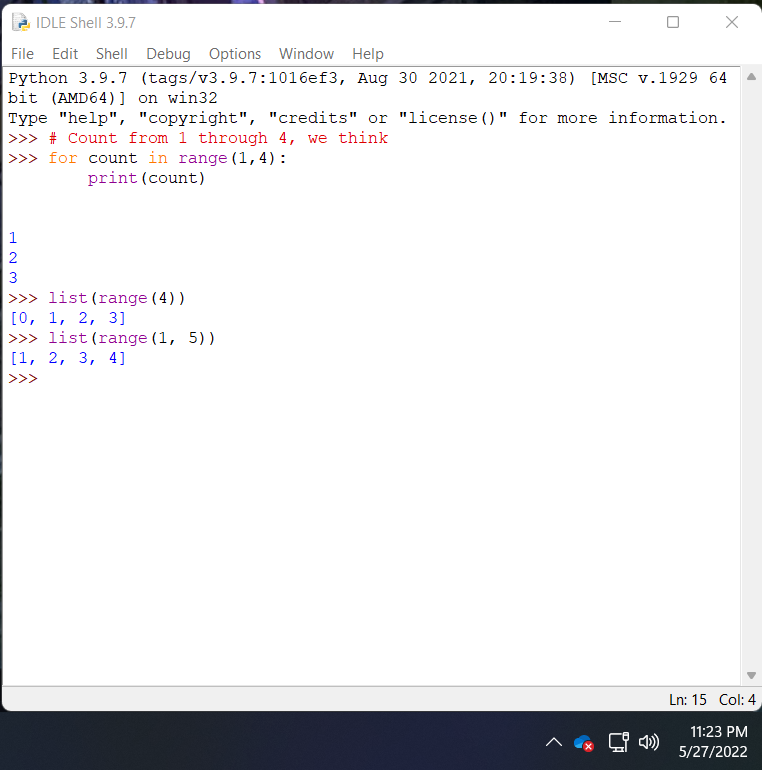 IDLE Shell 3.9.7
File Edit Shell Debug Options Window Help
Python 3.9.7 (tags/v3.9.7:1016ef3, Aug 30 2021, 20:19:38) [MSC v.1929 64
bit (AMD64)] on win32
Type "help", "copyright", "credits" or "license()" for more information.
>>> # Count from 1 through 4, we think
>>> for count in range(1,4):
        print(count)
1
2
3
>>> list(range(4))
[0, 1, 2, 3]
>>> list(range(1, 5))
[1, 2, 3, 4]
>>>
Ln: 15 Col: 4
11:23 PM
5/27/2022